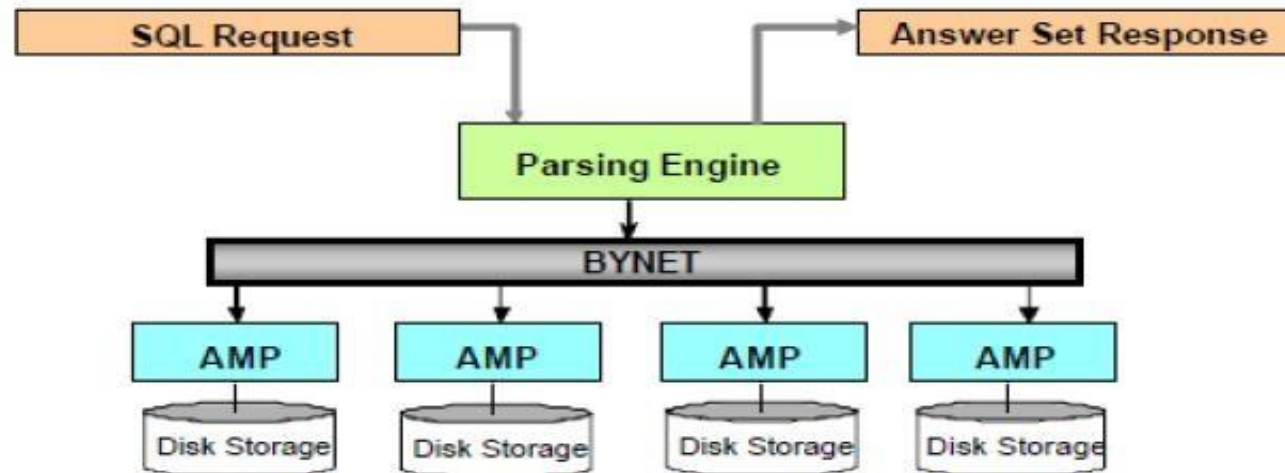 SQL Request
Answer Set Response
Parsing Engine
BYNET
AMP
AMP
AMP
AMP
Disk Storage
Disk Storage
Disk Storage
Disk Storage